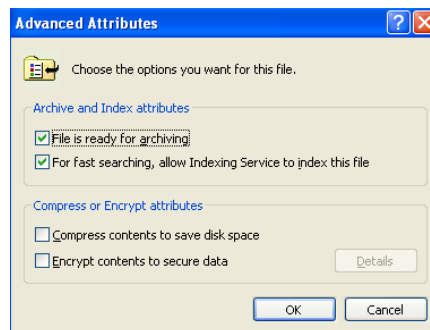 Advanced Attributes
Choose the options you want for this file.
Archive and Index attributes
File is ready for archiving
For fast searching, allow Indexing Service to index this file
Compress or Encrypt attributes
Compress contents to save disk space
Encrypt contents to secure data
Details
OK
Cancel